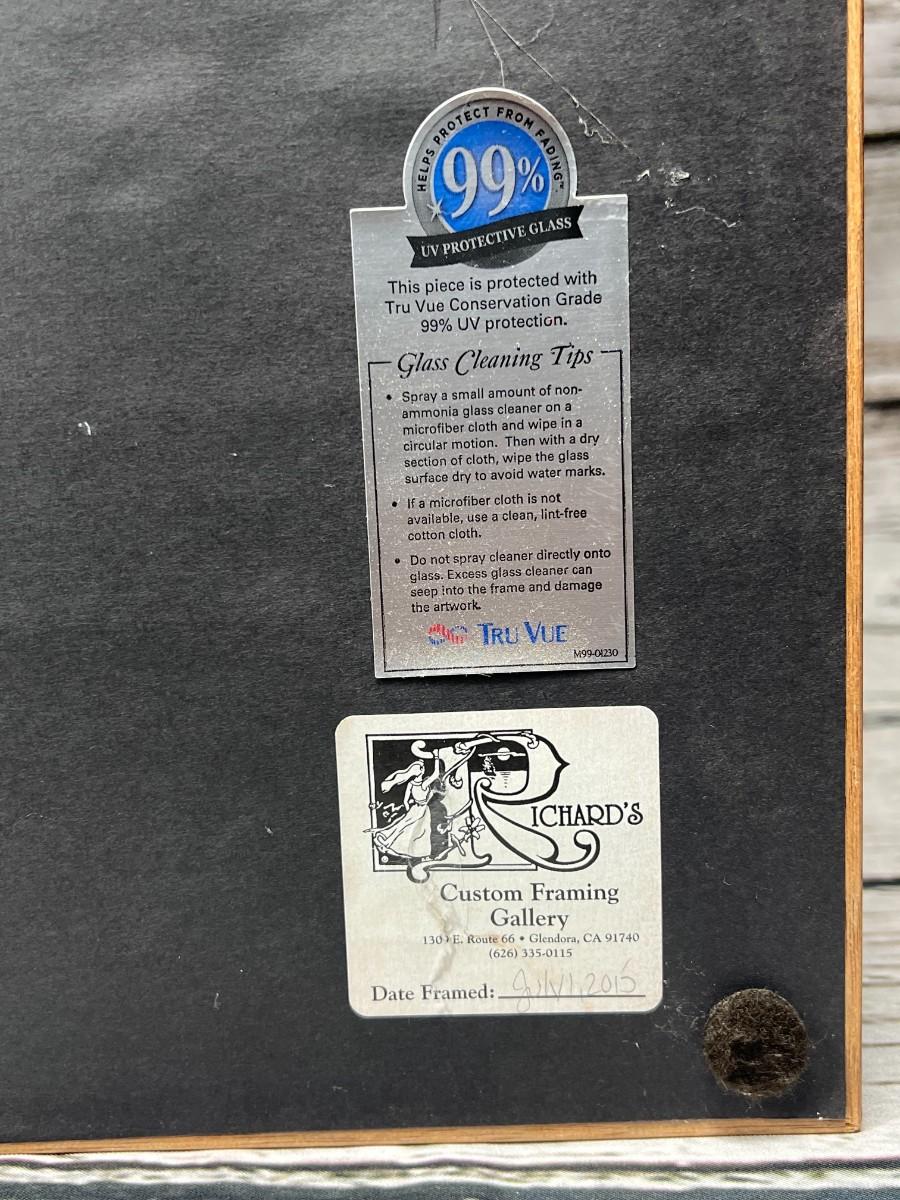 HELPS PROTECT FROM FADING™
99%
UV PROTECTIVE GLASS
This piece is protected with
Tru Vue Conservation Grade
99% UV protection.
Glass Cleaning Tips
• Spray a small amount of non-
ammonia glass cleaner on a
microfiber cloth and wipe in a
circular motion. Then with a dry
section of cloth, wipe the glass
surface dry to avoid water marks.
• If a microfiber cloth is not
available, use a clean, lint-free
cotton cloth.
• Do not spray cleaner directly onto
glass. Excess glass cleaner can
seep into the frame and damage
the artwork.
TRU VUE
M99-01230
RICHARD'S
Custom Framing
Gallery
E. Route 66 • Glendora, CA 91740
(626) 335-0115
Date Framed: